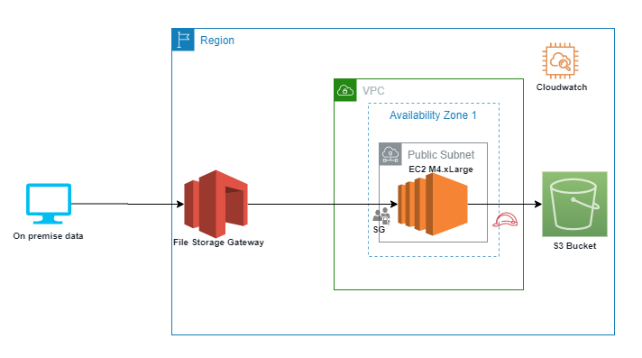 Region
Cloudwatch
VPC
Availability Zone 1
Public Subnet
EC2 M4.xLarge
SG
On premise data
File Storage Gateway
S3 Bucket